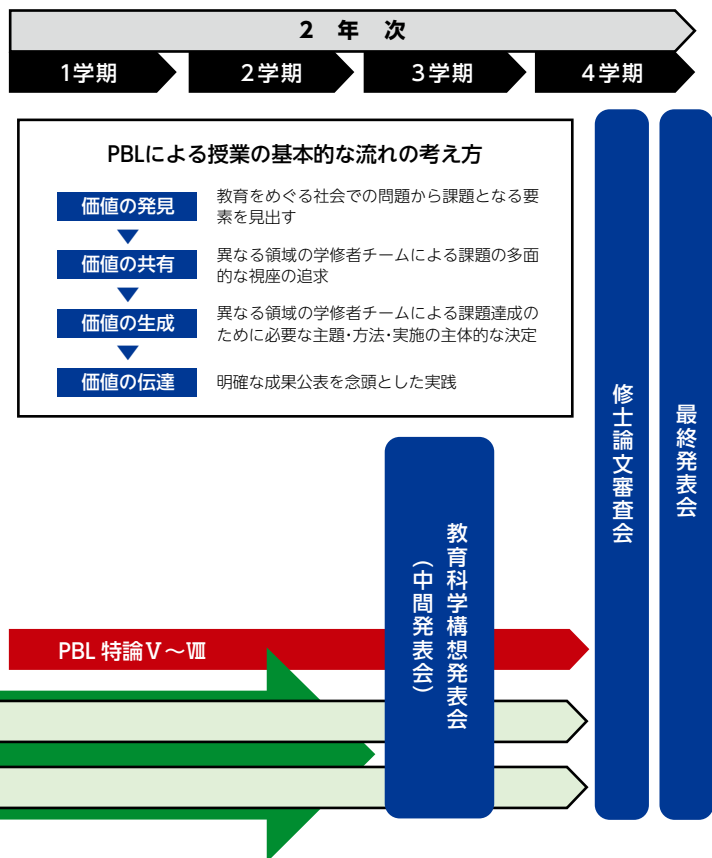 2 年 次
1学期
2学期
3学期
4学期
PBLによる授業の基本的な流れの考え方
価値の発見
教育をめぐる社会での問題から課題となる要
素を見出す
価値の共有
異なる領域の学修者チームによる課題の多面
的な視座の追求
価値の生成
異なる領域の学修者チームによる課題達成の
ために必要な主題・方法・実施の主体的な決定
価値の伝達
明確な成果公表を念頭とした実践
教育科学構想発表会
（中間発表会）
修士論文審査会
最終発表会
PBL 特論Ⅴ～Ⅷ